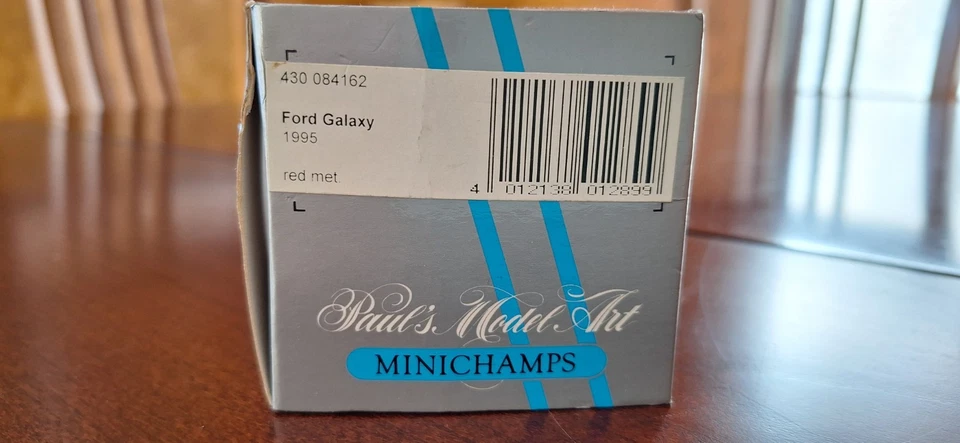 430 084162
Ford Galaxy
1995
red met.
4 012138 012899
Paul's Model Art
MINICHAMPS